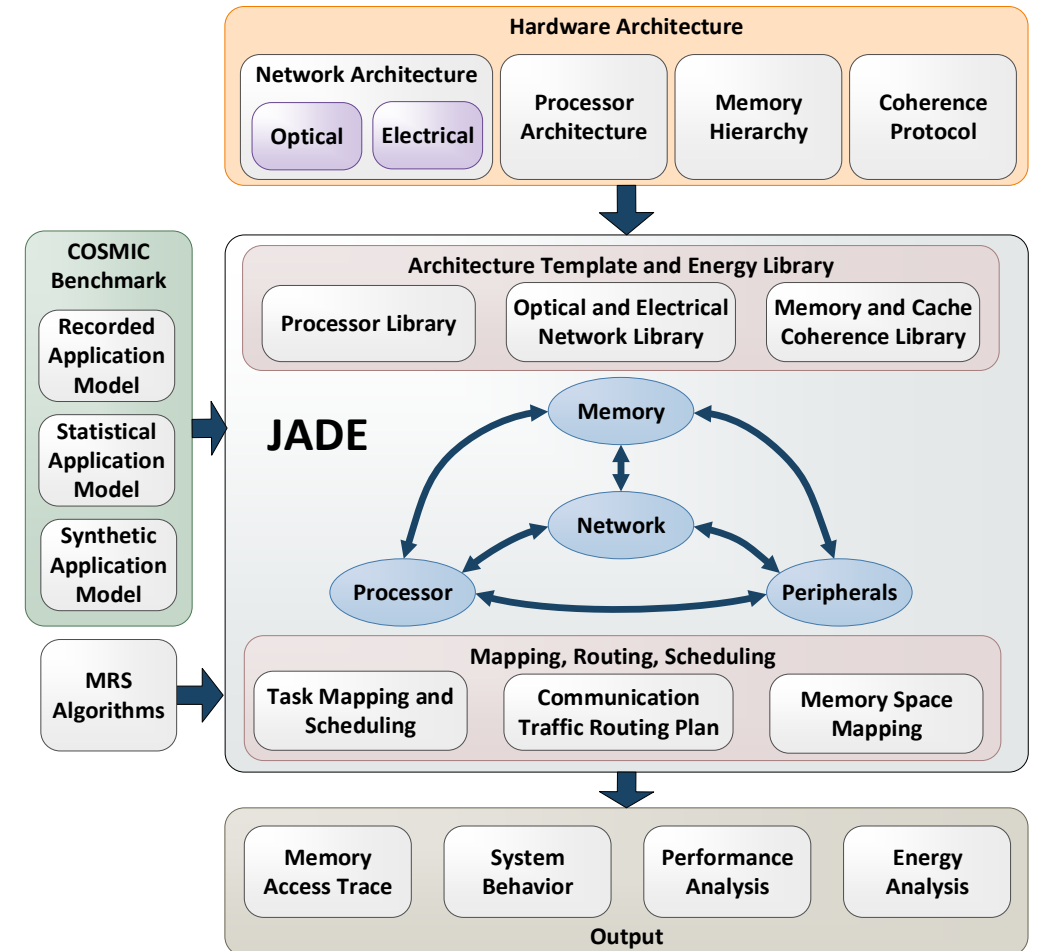 Hardware Architecture
Network Architecture
Optical
Electrical
Processor
Architecture
Memory
Hierarchy
Coherence
Protocol
COSMIC
Benchmark
Recorded
Application
Model
Statistical
Application
Model
Synthetic
Application
Model
MRS
Algorithms
Architecture Template and Energy Library
Processor Library
Optical and Electrical
Network Library
Memory and Cache
Coherence Library
JADE
Memory
Network
Processor
Peripherals
Mapping, Routing, Scheduling
Task Mapping and
Scheduling
Communication
Traffic Routing Plan
Memory Space
Mapping
Memory
Access Trace
System
Behavior
Performance
Analysis
Energy
Analysis
Output